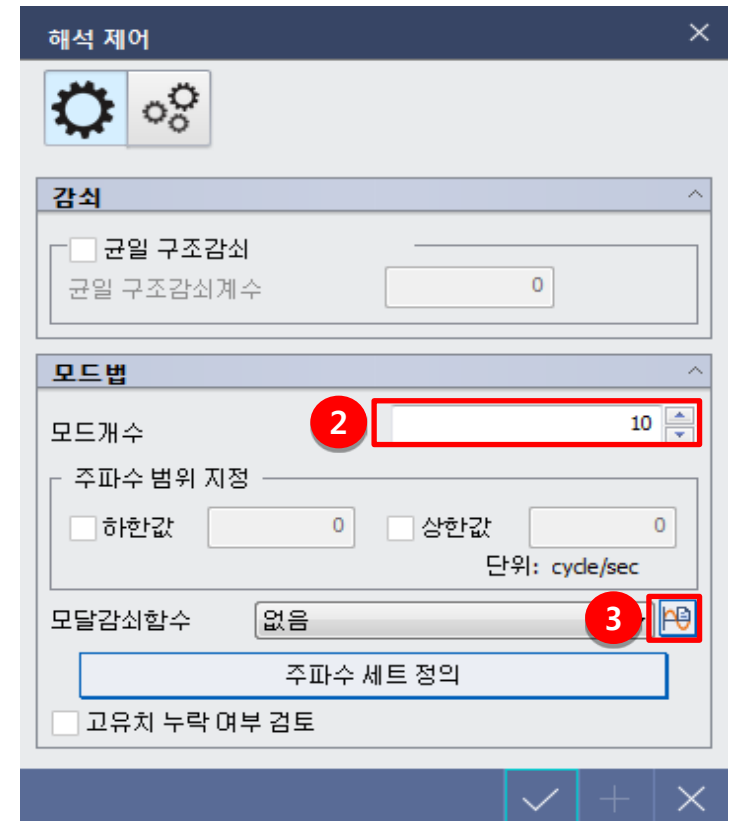 해석 제어
감쇠
균일 구조감쇠
균일 구조감쇠계수 0
모드법
모드개수 2 10
주파수 범위 지정
하한값 0 상한값 0
단위: cycle/sec
모달감쇠함수 없음 3
주파수 세트 정의
고유치 누락 여부 검토